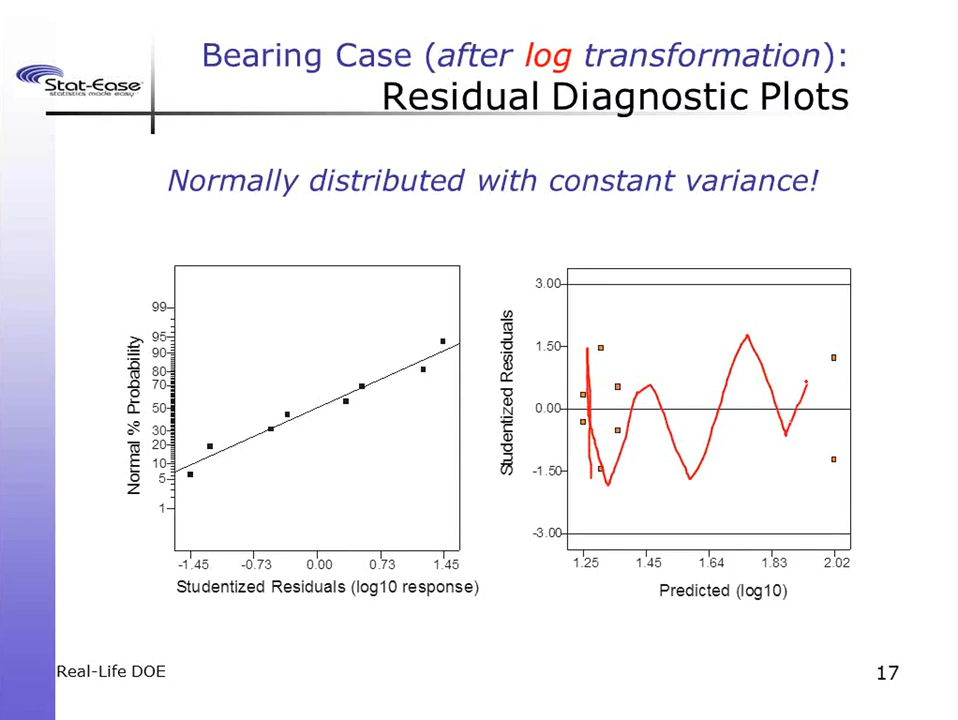 Bearing Case (after log transformation):
Residual Diagnostic Plots
Stat-Ease®
statistics made easy
Normally distributed with constant variance!
Normal % Probability
99
95
90
80
70
50
30
20
10
5
1
-1.45 -0.73 0.00 0.73 1.45
Studentized Residuals (log10 response)
Studentized Residuals
3.00
1.50
0.00
-1.50
-3.00
1.25 1.45 1.64 1.83 2.02
Predicted (log10)
Real-Life DOE
17